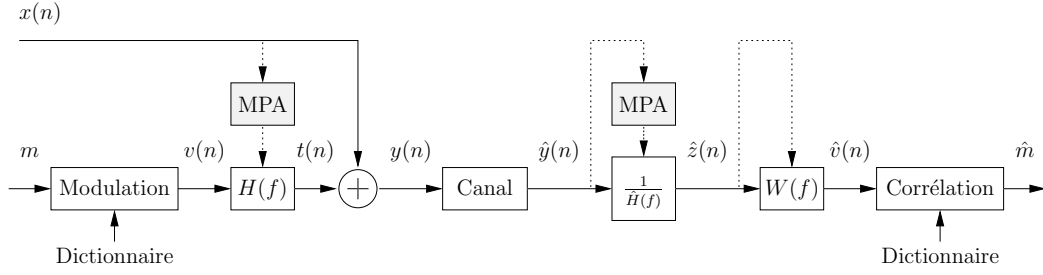 x(n)
MPA
MPA
m
v(n)
t(n)
y(n)
ŷ(n)
ẑ(n)
v̂(n)
m̂
Modulation
H(f)
+
Canal
1
Ĥ(f)
W(f)
Corrélation
Dictionnaire
Dictionnaire